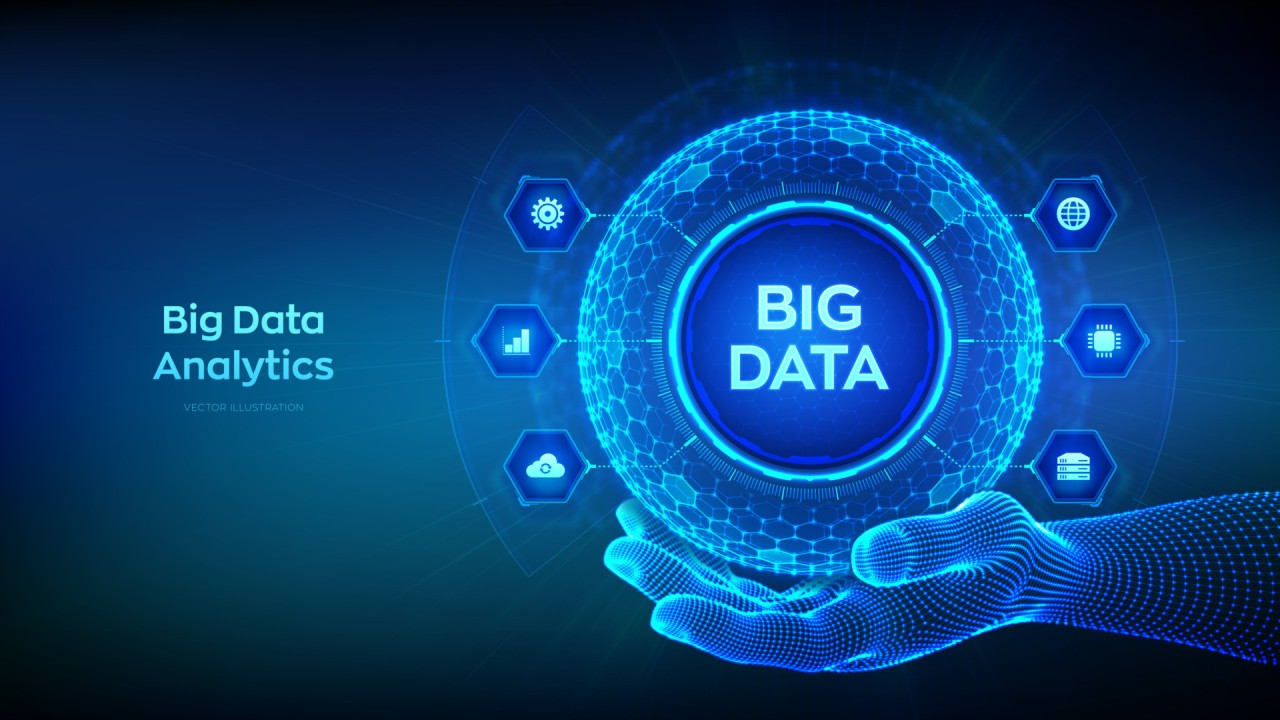 Big Data
Analytics
VECTOR ILLUSTRATION
BIG
DATA